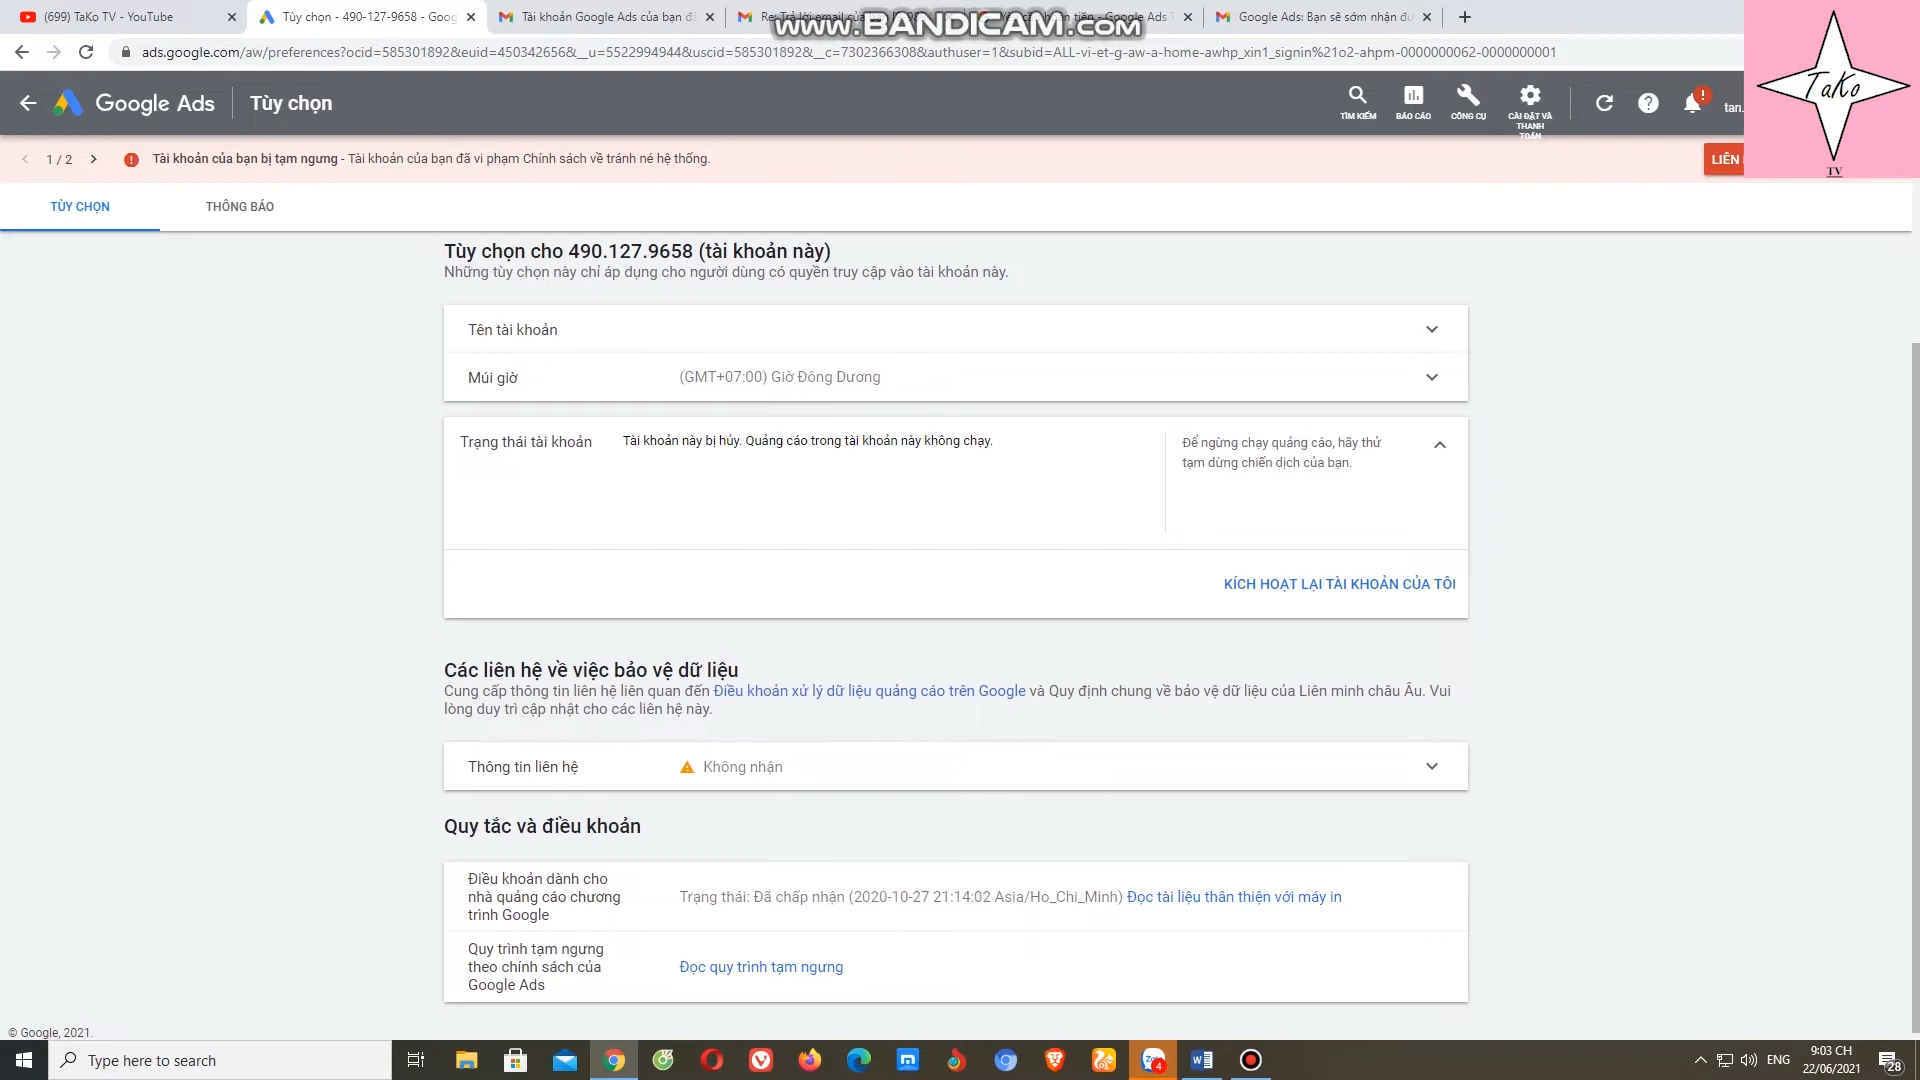 (699) TaKo TV - YouTube
Tùy chọn - 490-127-9658 - Goog
Tài khoản Google Ads của bạn đã
www.BANDICAM.com
Google Ads: Bạn sẽ sớm nhận đư
ads.google.com/aw/preferences?ocid=585301892&euid=450342656&__u=5522994944&uscid=585301892&__c=7302366308&authuser=1&subid=ALL-vi-et-g-aw-a-home-awhp_xin1_signin%21o2-ahpm-0000000062-0000000001
Google Ads
Tùy chọn
TÌM KIẾM
BÁO CÁO
CÔNG CỤ
CÀI ĐẶT VÀ
THANH
TOÁN
tan.
TaKo
TV
1 / 2
Tài khoản của bạn bị tạm ngưng - Tài khoản của bạn đã vi phạm Chính sách về tránh né hệ thống.
LIÊN
TÙY CHỌN
THÔNG BÁO
Tùy chọn cho 490.127.9658 (tài khoản này)
Những tùy chọn này chỉ áp dụng cho người dùng có quyền truy cập vào tài khoản này.
Tên tài khoản
Múi giờ
(GMT+07:00) Giờ Đông Dương
Trạng thái tài khoản
Tài khoản này bị hủy. Quảng cáo trong tài khoản này không chạy.
Để ngừng chạy quảng cáo, hãy thử
tạm dừng chiến dịch của bạn.
KÍCH HOẠT LẠI TÀI KHOẢN CỦA TÔI
Các liên hệ về việc bảo vệ dữ liệu
Cung cấp thông tin liên hệ liên quan đến Điều khoản xử lý dữ liệu quảng cáo trên Google và Quy định chung về bảo vệ dữ liệu của Liên minh châu Âu. Vui
lòng duy trì cập nhật cho các liên hệ này.
Thông tin liên hệ
Không nhận
Quy tắc và điều khoản
Điều khoản dành cho
nhà quảng cáo chương
trình Google
Trạng thái: Đã chấp nhận (2020-10-27 21:14:02 Asia/Ho_Chi_Minh) Đọc tài liệu thân thiện với máy in
Quy trình tạm ngưng
theo chính sách của
Google Ads
Đọc quy trình tạm ngưng
© Google, 2021.
Type here to search
4
ENG
9:03 CH
22/06/2021
28